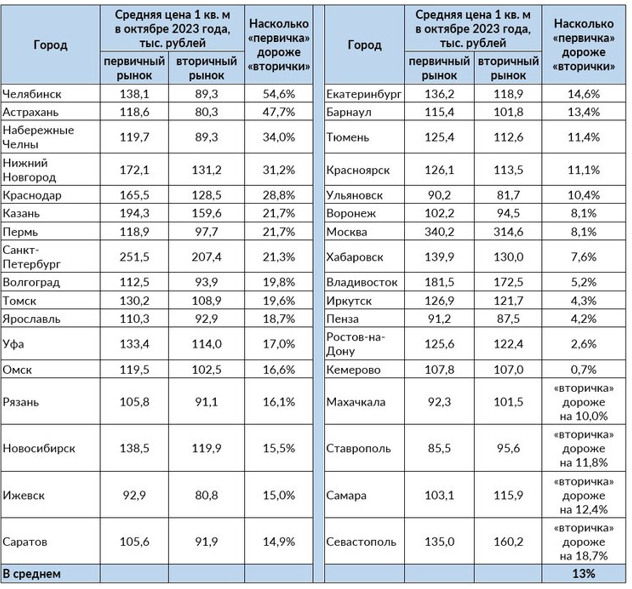 Город
Средняя цена 1 кв. м
в октябре 2023 года,
тыс. рублей
первичный
рынок
вторичный
рынок
Насколько
«первичка»
дороже
«вторички»
Челябинск 138,1 89,3 54,6%
Астрахань 118,6 80,3 47,7%
Набережные
Челны 119,7 89,3 34,0%
Нижний
Новгород 172,1 131,2 31,2%
Краснодар 165,5 128,5 28,8%
Казань 194,3 159,6 21,7%
Пермь 118,9 97,7 21,7%
Санкт-
Петербург 251,5 207,4 21,3%
Волгоград 112,5 93,9 19,8%
Томск 130,2 108,9 19,6%
Ярославль 110,3 92,9 18,7%
Уфа 133,4 114,0 17,0%
Омск 119,5 102,5 16,6%
Рязань 105,8 91,1 16,1%
Новосибирск 138,5 119,9 15,5%
Ижевск 92,9 80,8 15,0%
Саратов 105,6 91,9 14,9%
Город
Средняя цена 1 кв. м
в октябре 2023 года,
тыс. рублей
первичный
рынок
вторичный
рынок
Насколько
«первичка»
дороже
«вторички»
Екатеринбург 136,2 118,9 14,6%
Барнаул 115,4 101,8 13,4%
Тюмень 125,4 112,6 11,4%
Красноярск 126,1 113,5 11,1%
Ульяновск 90,2 81,7 10,4%
Воронеж 102,2 94,5 8,1%
Москва 340,2 314,6 8,1%
Хабаровск 139,9 130,0 7,6%
Владивосток 181,5 172,5 5,2%
Иркутск 126,9 121,7 4,3%
Пенза 91,2 87,5 4,2%
Ростов-на-
Дону 125,6 122,4 2,6%
Кемерово 107,8 107,0 0,7%
Махачкала 92,3 101,5 «вторичка»
дороже
на 10,0%
Ставрополь 85,5 95,6 «вторичка»
дороже
на 11,8%
Самара 103,1 115,9 «вторичка»
дороже
на 12,4%
Севастополь 135,0 160,2 «вторичка»
дороже
на 18,7%
В среднем 13%